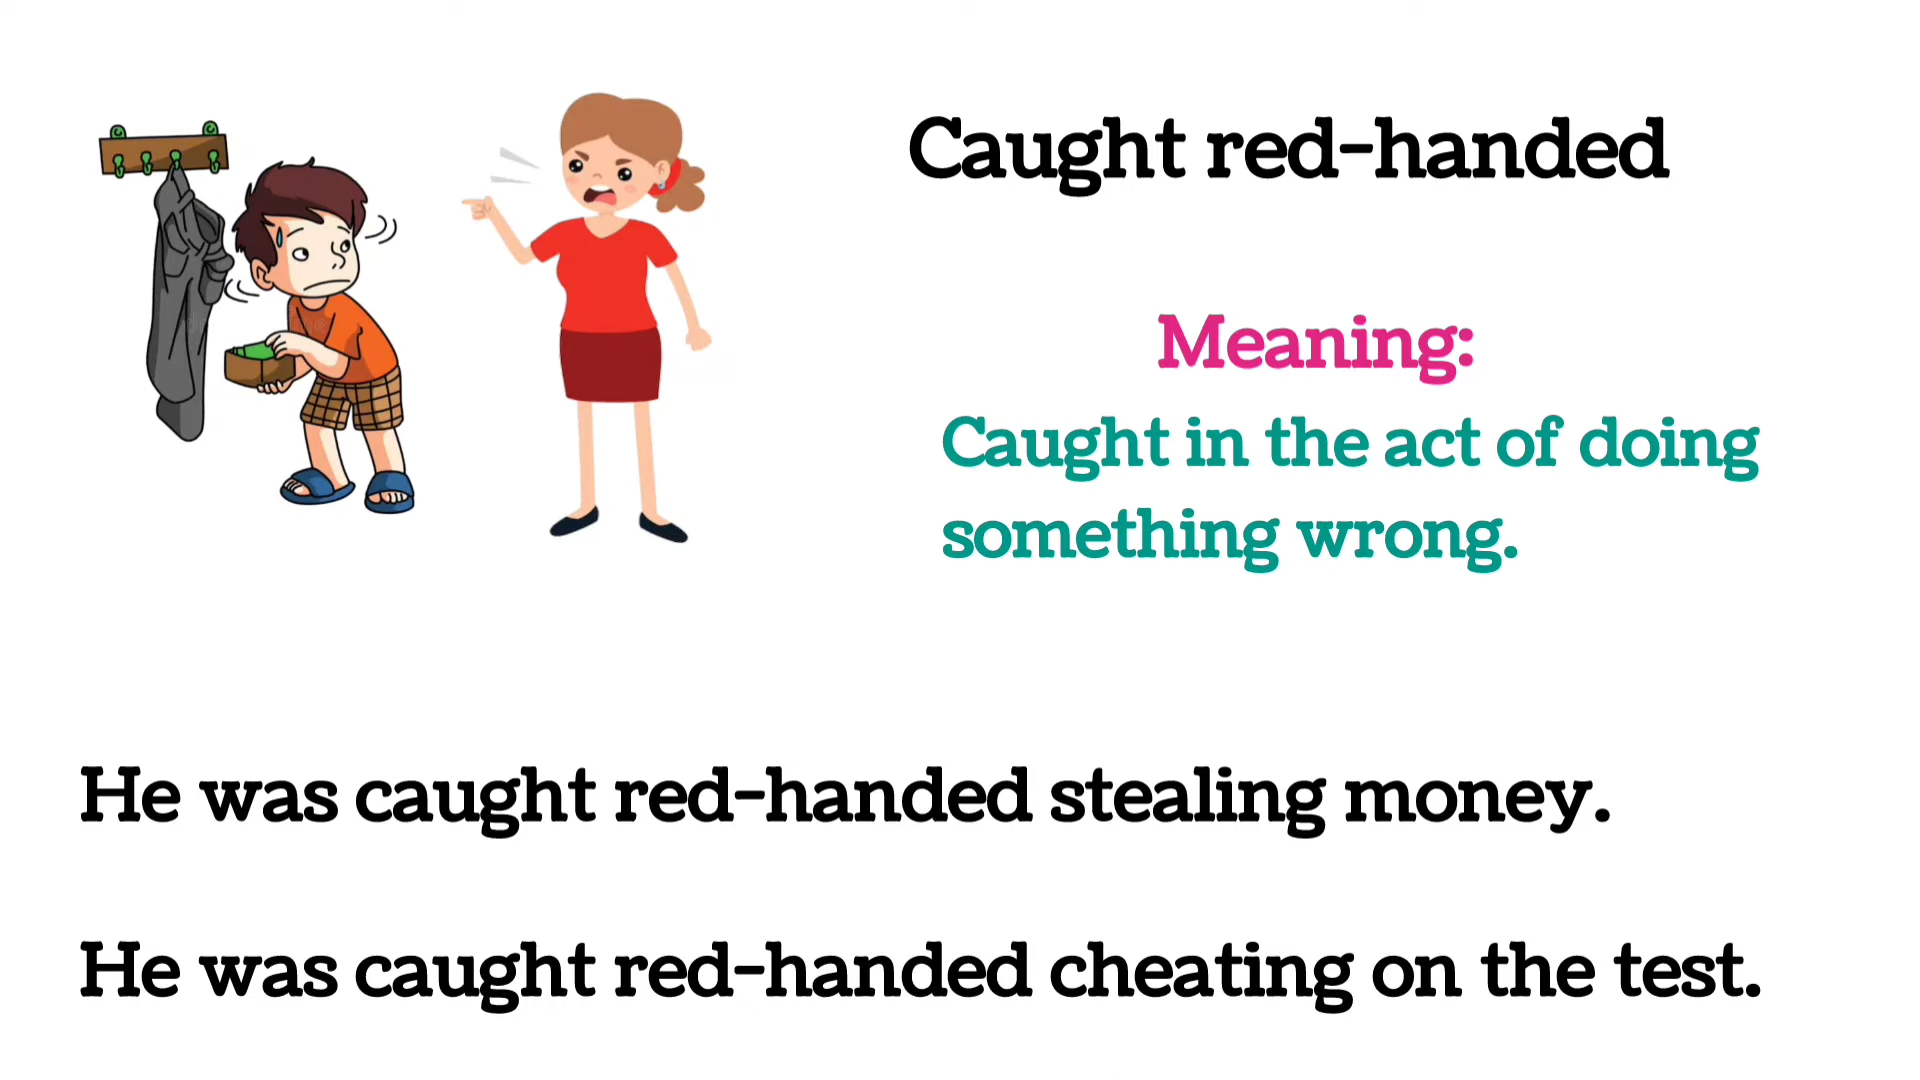 Caught red-handed
Meaning:
Caught in the act of doing
something wrong.
He was caught red-handed stealing money.
He was caught red-handed cheating on the test.